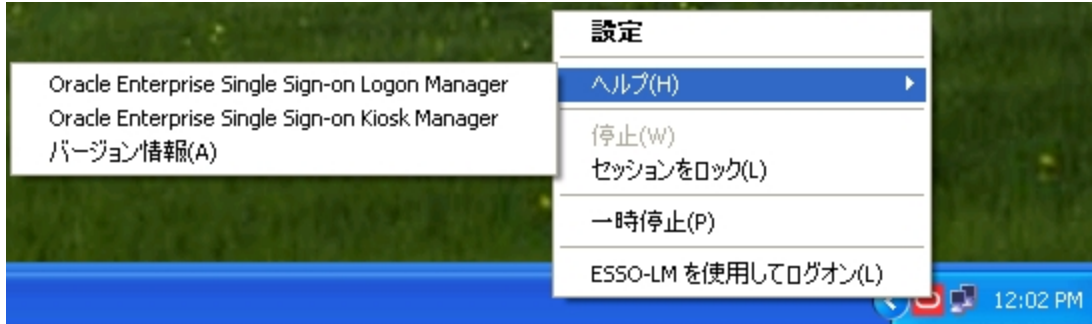 設定
ヘルプ(H)
Oracle Enterprise Single Sign-on Logon Manager
Oracle Enterprise Single Sign-on Kiosk Manager
バージョン情報(A)
停止(W)
セッションをロック(L)
一時停止(P)
ESSO-LM を使用してログオン(L)
12:02 PM